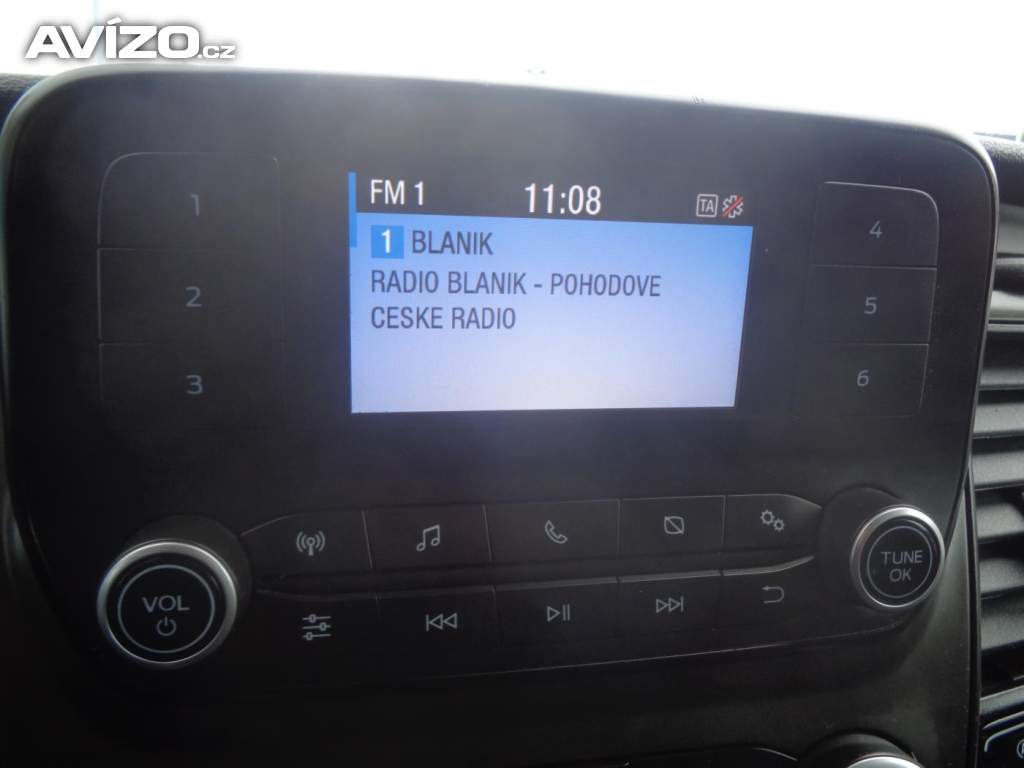 AVÍZO.cz
FM 1 11:08 TA
1 BLANIK
RADIO BLANIK - POHODOVE
CESKE RADIO
1
2
3
4
5
6
VOL
TUNE
OK